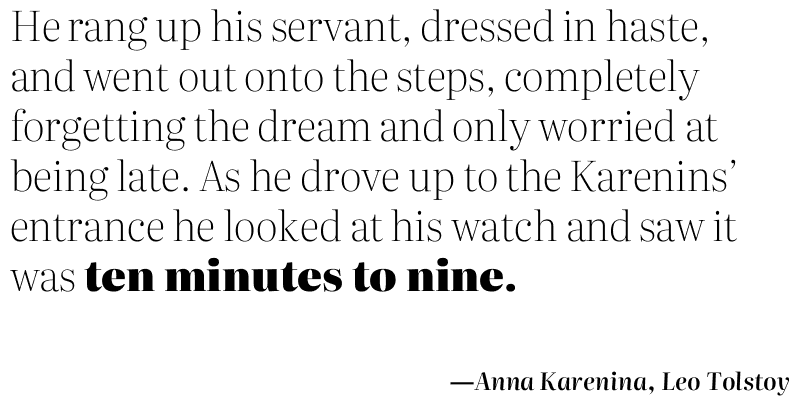 He rang up his servant, dressed in haste,
and went out onto the steps, completely
forgetting the dream and only worried at
being late. As he drove up to the Karenins’
entrance he looked at his watch and saw it
was ten minutes to nine.
—Anna Karenina, Leo Tolstoy